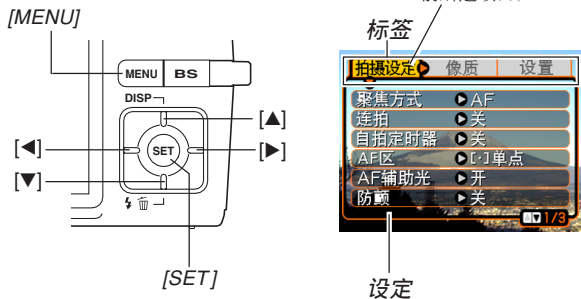 [MENU]
MENU BS
DISP
[▲]
[◀] SET [▶]
[▼]
[SET]
标签
拍摄设定 像质 设置
聚焦方式 AF
连拍 关
自拍定时器 关
AF区 [·]单点
AF辅助光 开
防颤 关
1/3
设定